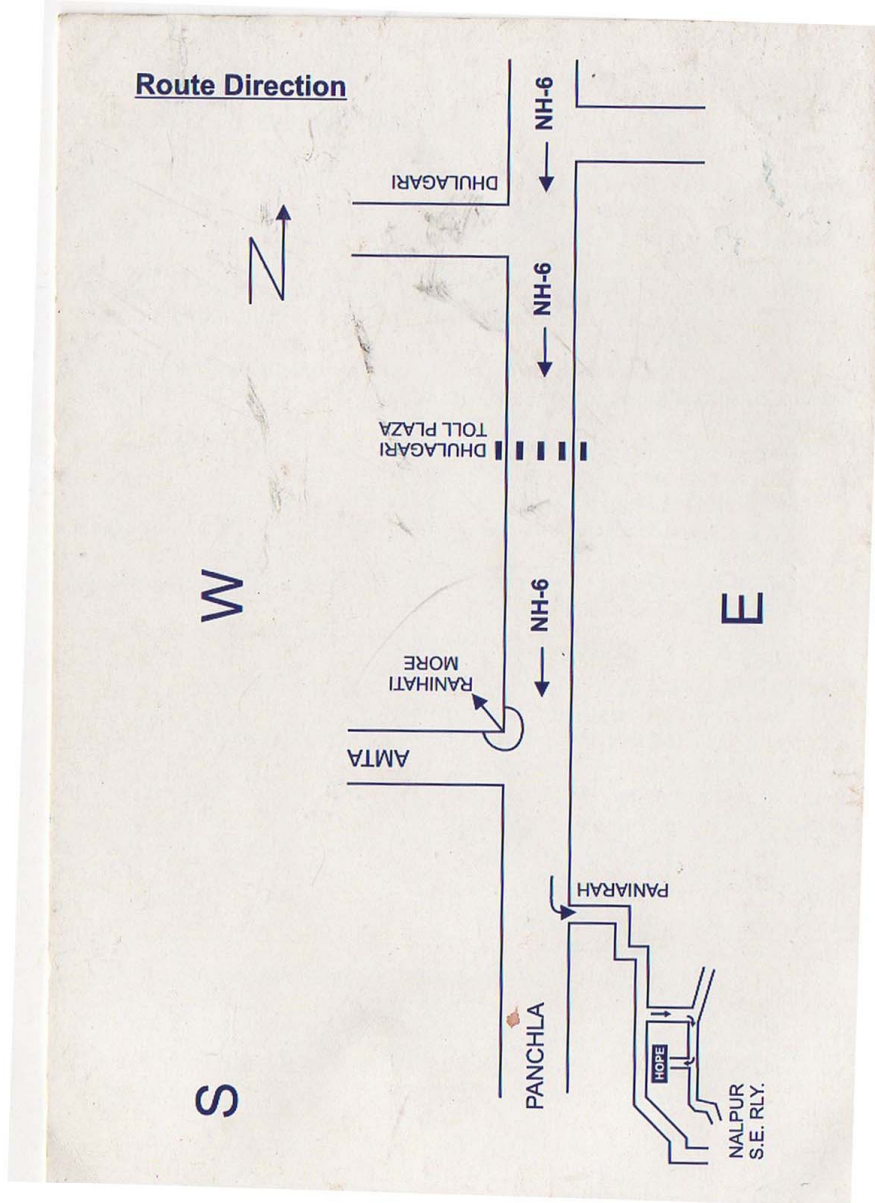 Route Direction
NH-6
DHULAGARI
N
NH-6
DHULAGARI
TOLL PLAZA
W
NH-6
E
RANIHATI
MORE
AMTA
PANIARAH
PANCHLA
HOPE
S
NALPUR
S.E. RLY.